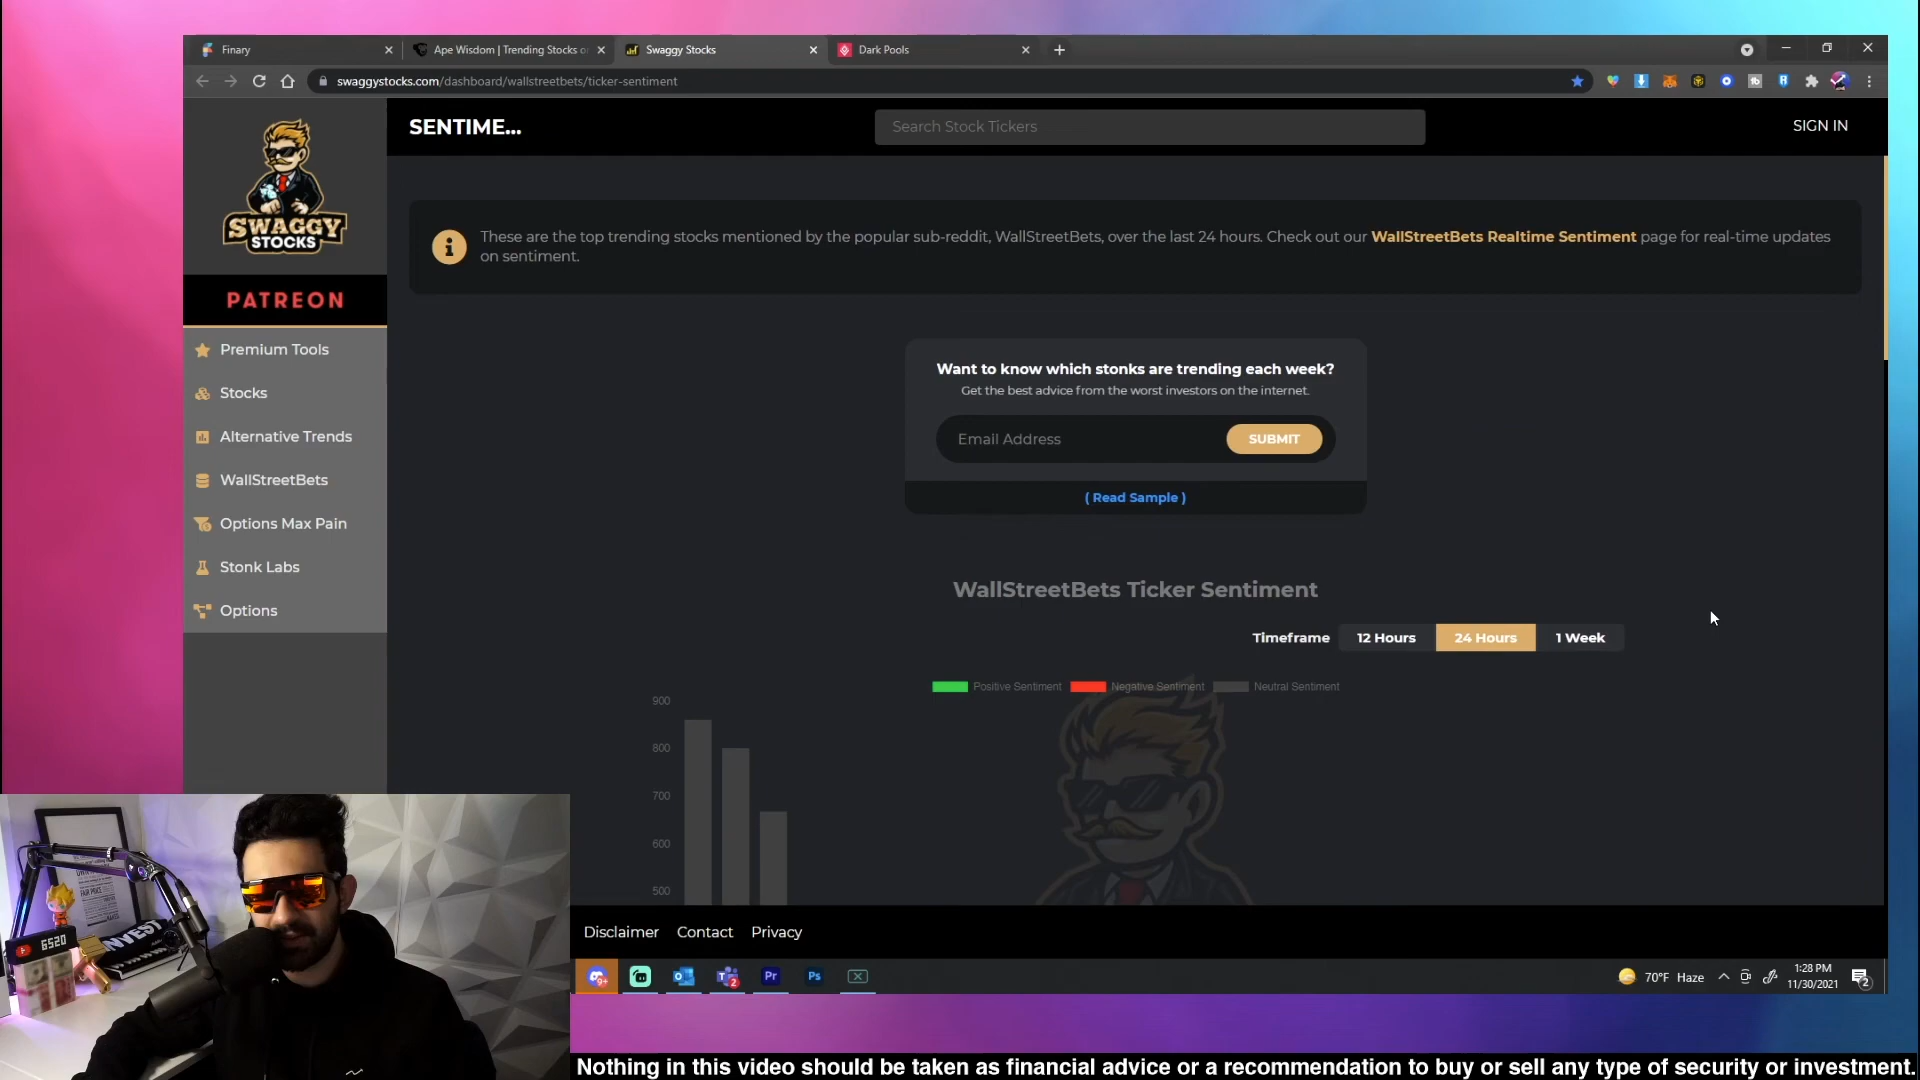 Finary
Ape Wisdom | Trending Stocks o
Swaggy Stocks
Dark Pools
swaggystocks.com/dashboard/wallstreetbets/ticker-sentiment
SWAGGY
STOCKS
SENTIME...
Search Stock Tickers
SIGN IN
PATREON
Premium Tools
Stocks
Alternative Trends
WallStreetBets
Options Max Pain
Stonk Labs
Options
These are the top trending stocks mentioned by the popular sub-reddit, WallStreetBets, over the last 24 hours. Check out our WallStreetBets Realtime Sentiment page for real-time updates
on sentiment.
Want to know which stonks are trending each week?
Get the best advice from the worst investors on the internet.
Email Address
SUBMIT
( Read Sample )
WallStreetBets Ticker Sentiment
Timeframe 12 Hours 24 Hours 1 Week
Positive Sentiment Negative Sentiment Neutral Sentiment
900
800
700
600
500
6520
INVEST
Disclaimer Contact Privacy
9+
2
Pr
Ps
70°F Haze
1:28 PM
11/30/2021
2
Nothing in this video should be taken as financial advice or a recommendation to buy or sell any type of security or investment.